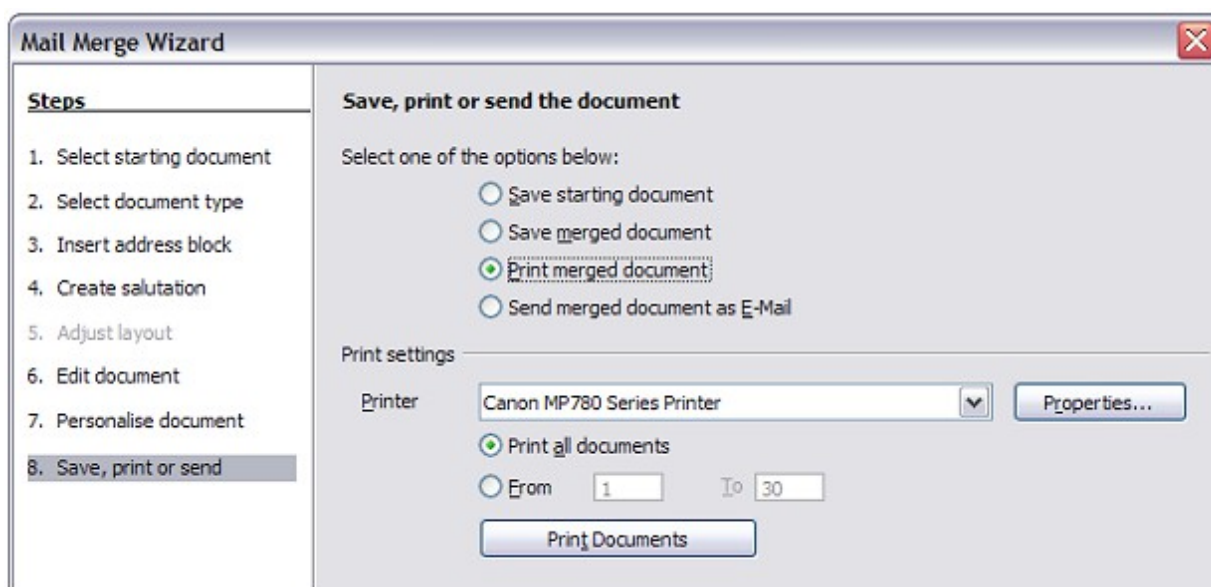 Mail Merge Wizard
Steps
1. Select starting document
2. Select document type
3. Insert address block
4. Create salutation
5. Adjust layout
6. Edit document
7. Personalise document
8. Save, print or send
Save, print or send the document
Select one of the options below:
Save starting document
Save merged document
Print merged document
Send merged document as E-Mail
Print settings
Printer Canon MP780 Series Printer Properties...
Print all documents
From 1 To 30
Print Documents